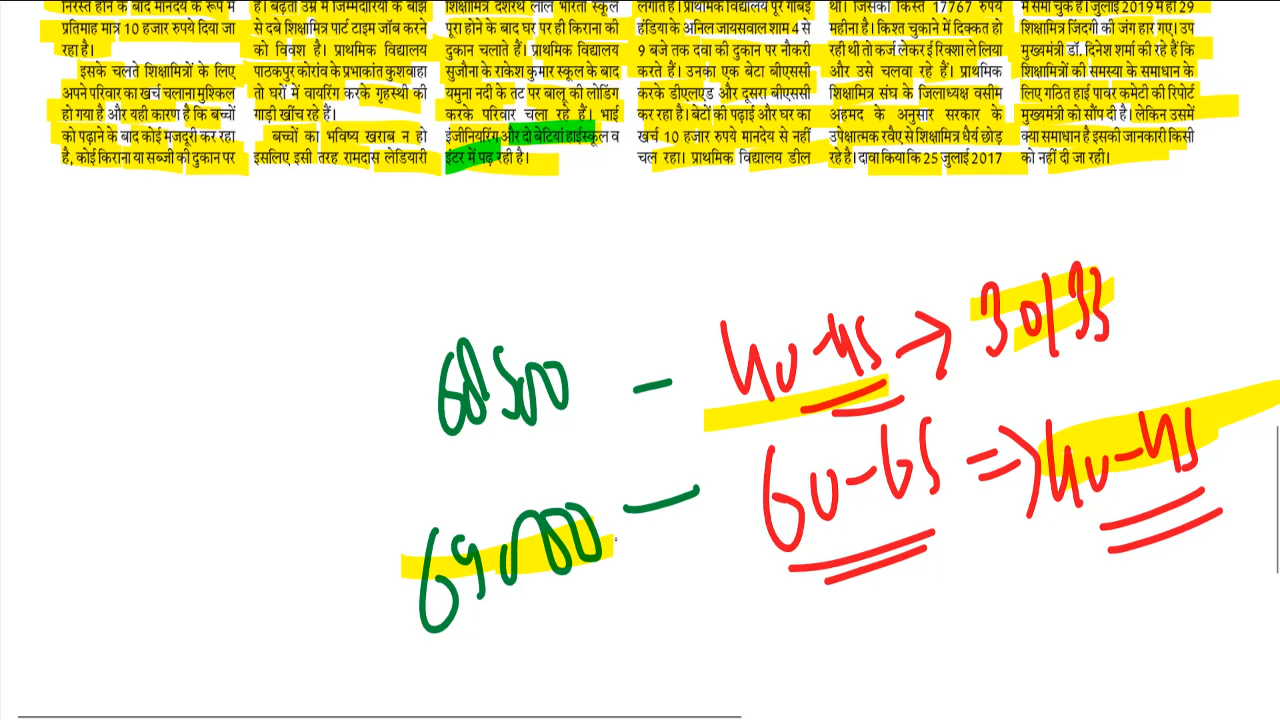 निरस्त होने के बाद मानदेय के रूप में
प्रतिमाह मात्र 10 हजार रुपये दिया जा
रहा है।
इसके चलते शिक्षामित्रों के लिए
अपने परिवार का खर्च चलाना मुश्किल
हो गया है और यही कारण है कि बच्चों
को पढ़ाने के बाद कोई मजदूरी कर रहा
है, कोई किराना या सब्जी की दुकान पर
है। बढ़ती उम्र में जिम्मेदारियों के बोझ
से दबे शिक्षामित्र पार्ट टाइम जॉब करने
को विवश है। प्राथमिक विद्यालय
पाठकपुर कोरांव के प्रभाकांत कुशवाहा
तो घरों में वायरिंग करके गृहस्थी की
गाड़ी खींच रहे हैं।
बच्चों का भविष्य खराब न हो
इसलिए इसी तरह रामदास लेडियारी
शिक्षामित्र दशरथ लाल भारती स्कूल
पूरा होने के बाद घर पर ही किराना की
दुकान चलाते हैं। प्राथमिक विद्यालय
सुजौना के राकेश कुमार स्कूल के बाद
यमुना नदी के तट पर बालू की लोडिंग
करके परिवार चला रहे हैं। भाई
इंजीनियरिंग और दो बेटियां हाईस्कूल व
इंटर में पढ़ रही है।
लगाते हैं। प्राथमिक विद्यालय पूरे गोबई
हंडिया के अनिल जायसवाल शाम 4 से
9 बजे तक दवा की दुकान पर नौकरी
करते हैं। उनका एक बेटा बीएससी
करके डीएलएड और दूसरा बीएससी
कर रहा है। बेटों की पढ़ाई और घर का
खर्च 10 हजार रुपये मानदेय से नहीं
चल रहा। प्राथमिक विद्यालय डील
थी। जिसकी किस्त 17767 रुपये
महीना है। किश्त चुकाने में दिक्कत हो
रही थी तो कर्ज लेकर ई रिक्शा ले लिया
और उसे चलवा रहे हैं। प्राथमिक
शिक्षामित्र संघ के जिलाध्यक्ष वसीम
अहमद के अनुसार सरकार के
उपेक्षात्मक रवैए से शिक्षामित्र धैर्य छोड़
रहे है। दावा किया कि 25 जुलाई 2017
में समा चुके हैं। जुलाई 2019 में ही 29
शिक्षामित्र जिंदगी की जंग हार गए। उप
मुख्यमंत्री डॉ. दिनेश शर्मा की रहे हैं कि
शिक्षामित्रों की समस्या के समाधान के
लिए गठित हाई पावर कमेटी की रिपोर्ट
मुख्यमंत्री को सौंप दी है। लेकिन उसमें
क्या समाधान है इसकी जानकारी किसी
को नहीं दी जा रही।
68500 — 40-45 → 30/33
69000 — 60-65 ⇒ 40-45